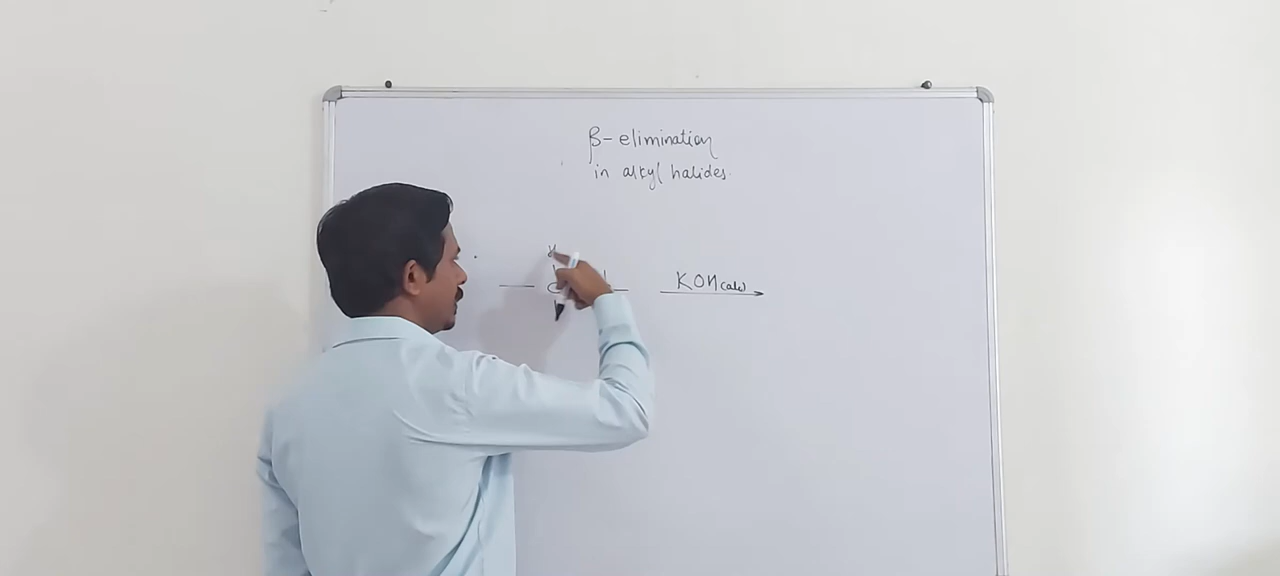 β-elimination
in alkyl halides.
KOH(alc)